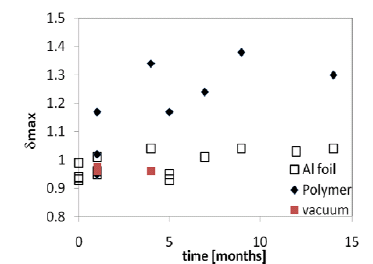 1.5
1.4
1.3
1.2
1.1
1
0.9
0.8
δmax
Al foil
Polymer
vacuum
0 5 10 15
time [months]